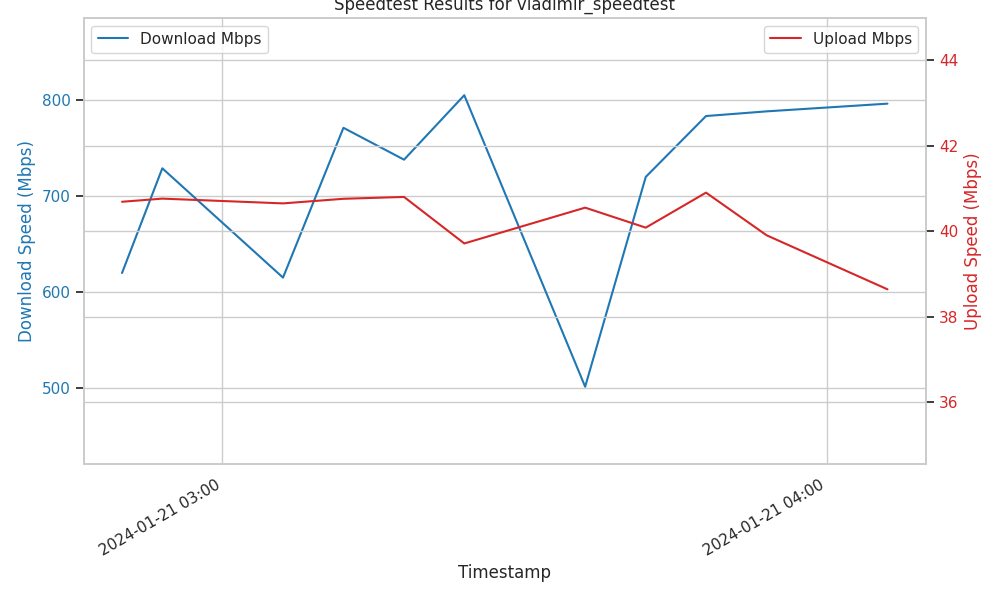 Speedtest Results for vladimir_speedtest
Download Mbps
Upload Mbps
800
700
600
500
44
42
40
38
36
Download Speed (Mbps)
Upload Speed (Mbps)
2024-01-21 03:00
2024-01-21 04:00
Timestamp